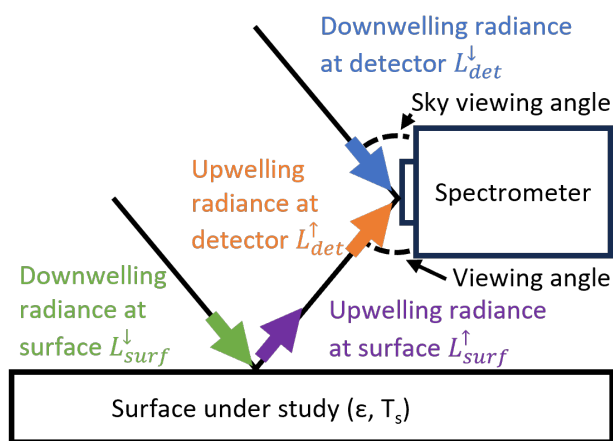 Downwelling radiance
at detector L↓det
Sky viewing angle
Upwelling
radiance at
detector L↑det
Spectrometer
Viewing angle
Downwelling
radiance at
surface L↓surf
Upwelling radiance
at surface L↑surf
Surface under study (ε, Ts)